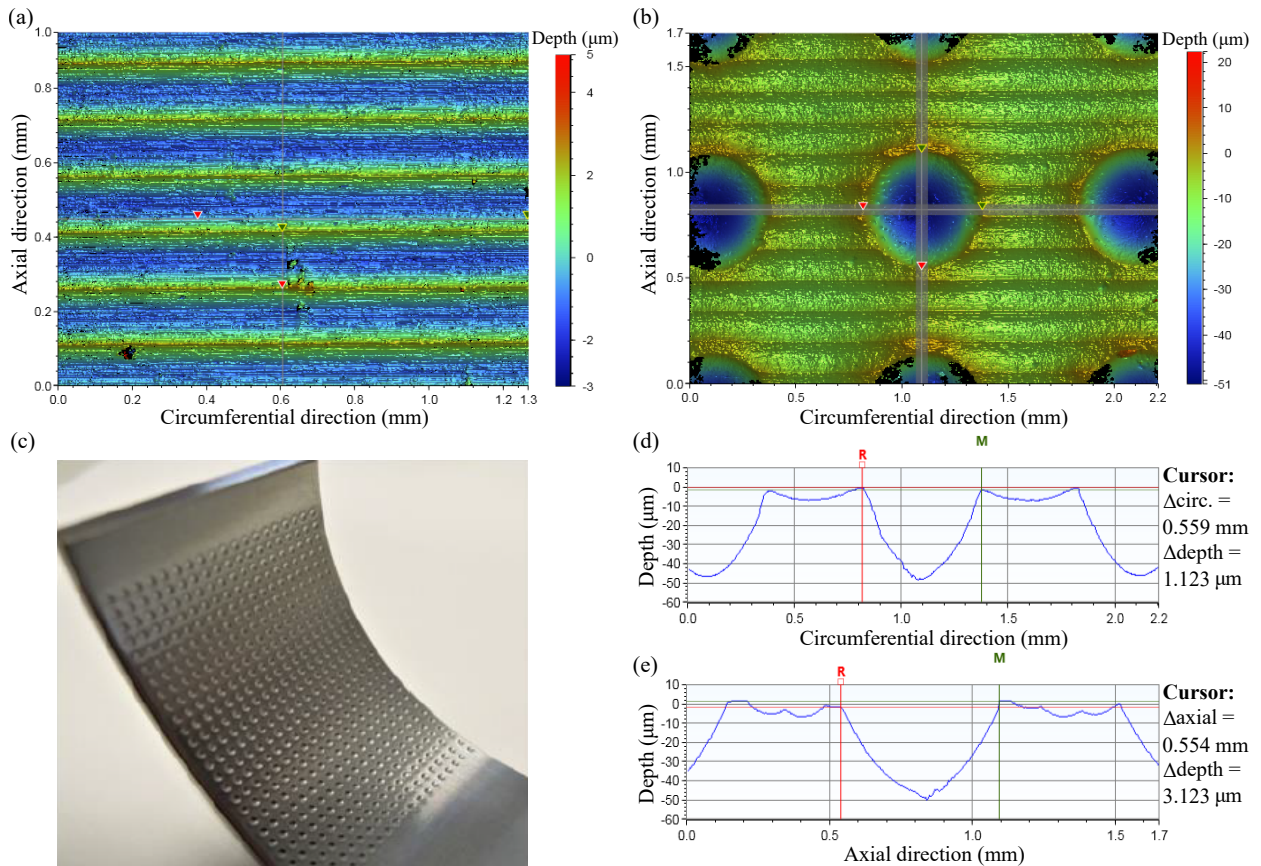 (a)
Depth (μm)
1.0
0.8
0.6
0.4
0.2
0.0
Axial direction (mm)
0.0 0.2 0.4 0.6 0.8 1.0 1.2 1.3
Circumferential direction (mm)
5
4
2
0
-2
-3
(b)
Depth (μm)
1.7
1.5
1.0
0.5
0.0
Axial direction (mm)
0.0 0.5 1.0 1.5 2.2
Circumferential direction (mm)
20
10
0
-10
-20
-30
-40
-51
(c)
(d)
R
M
10
0
-10
-20
-30
-40
-50
-60
Depth (μm)
0.0 0.5 1.0 1.5 2.2
Circumferential direction (mm)
Cursor:
Δcirc. =
0.559 mm
Δdepth =
1.123 μm
(e)
R
M
10
0
-10
-20
-30
-40
-50
-60
Depth (μm)
0.0 0.5 1.0 1.7
Axial direction (mm)
Cursor:
Δaxial =
0.554 mm
Δdepth =
3.123 μm